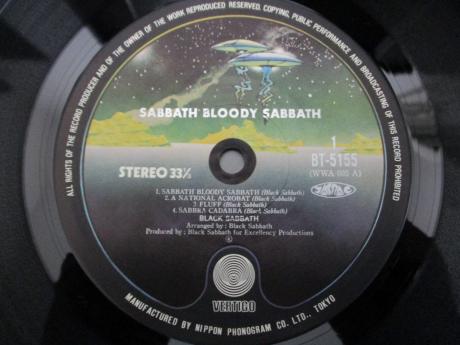 ALL RIGHTS OF THE RECORD PRODUCER AND OF THE OWNER OF THE WORK REPRODUCED RESERVED. COPYING, PUBLIC PERFORMANCE AND BROADCASTING OF THIS RECORD PROHIBITED
SABBATH BLOODY SABBATH
1
STEREO 33⅓
BT-5155
(WWA-005 A)
1. SABBATH BLOODY SABBATH (Black Sabbath)
2. A NATIONAL ACROBAT (Black Sabbath)
3. FLUFF (Black Sabbath)
4. SABBRA CADABRA (Black Sabbath)
BLACK SABBATH
Arranged by: Black Sabbath
Produced by: Black Sabbath for Excellency Productions
VERTIGO
MANUFACTURED BY NIPPON PHONOGRAM CO. LTD., TOKYO